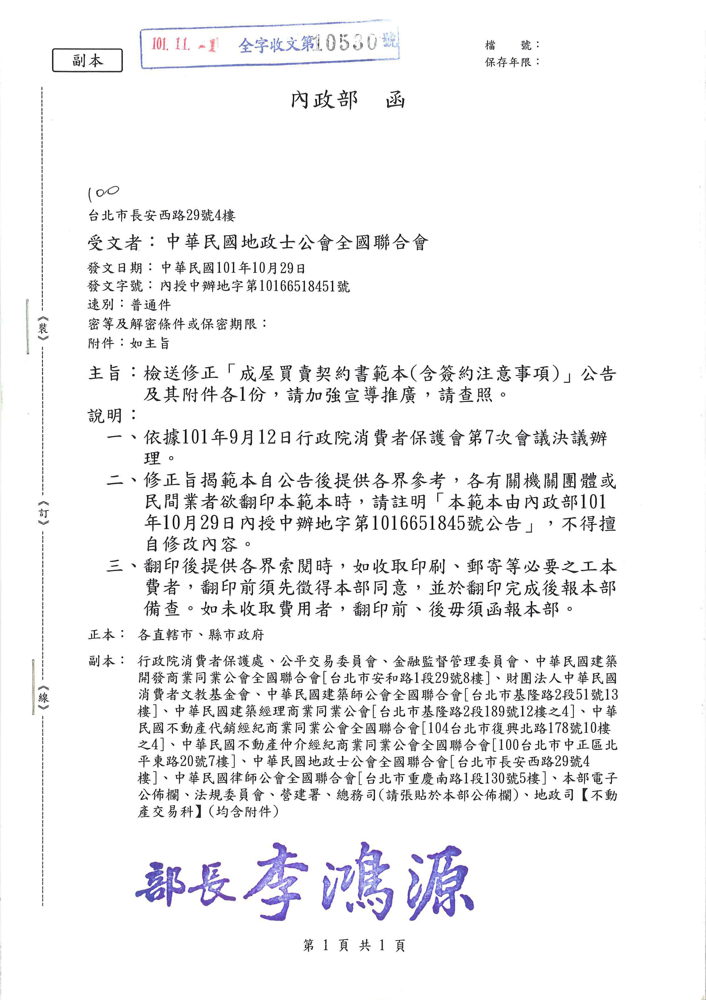 副本
101. 11. -1 全字收文第10530號
檔　　號：
保存年限：
內政部　函
100
台北市長安西路29號4樓
受文者：中華民國地政士公會全國聯合會
發文日期：中華民國101年10月29日
發文字號：內授中辦地字第10166518451號
速別：普通件
密等及解密條件或保密期限：
附件：如主旨
主旨：檢送修正「成屋買賣契約書範本(含簽約注意事項)」公告
及其附件各1份，請加強宣導推廣，請查照。
說明：
一、依據101年9月12日行政院消費者保護會第7次會議決議辦
理。
二、修正旨揭範本自公告後提供各界參考，各有關機關團體或
民間業者欲翻印本範本時，請註明「本範本由內政部101
年10月29日內授中辦地字第1016651845號公告」，不得擅
自修改內容。
三、翻印後提供各界索閱時，如收取印刷、郵寄等必要之工本
費者，翻印前須先徵得本部同意，並於翻印完成後報本部
備查。如未收取費用者，翻印前、後毋須函報本部。
正本：各直轄市、縣市政府
副本：行政院消費者保護處、公平交易委員會、金融監督管理委員會、中華民國建築
開發商業同業公會全國聯合會[台北市安和路1段29號8樓]、財團法人中華民國
消費者文教基金會、中華民國建築師公會全國聯合會[台北市基隆路2段51號13
樓]、中華民國建築經理商業同業公會[台北市基隆路2段189號12樓之4]、中華
民國不動產代銷經紀商業同業公會全國聯合會[104台北市復興北路178號10樓
之4]、中華民國不動產仲介經紀商業同業公會全國聯合會[100台北市中正區北
平東路20號7樓]、中華民國地政士公會全國聯合會[台北市長安西路29號4
樓]、中華民國律師公會全國聯合會[台北市重慶南路1段130號5樓]、本部電子
公佈欄、法規委員會、營建署、總務司(請張貼於本部公佈欄)、地政司【不動
產交易科】(均含附件)
部長李鴻源
《裝》
《訂》
《線》
第 1 頁 共 1 頁